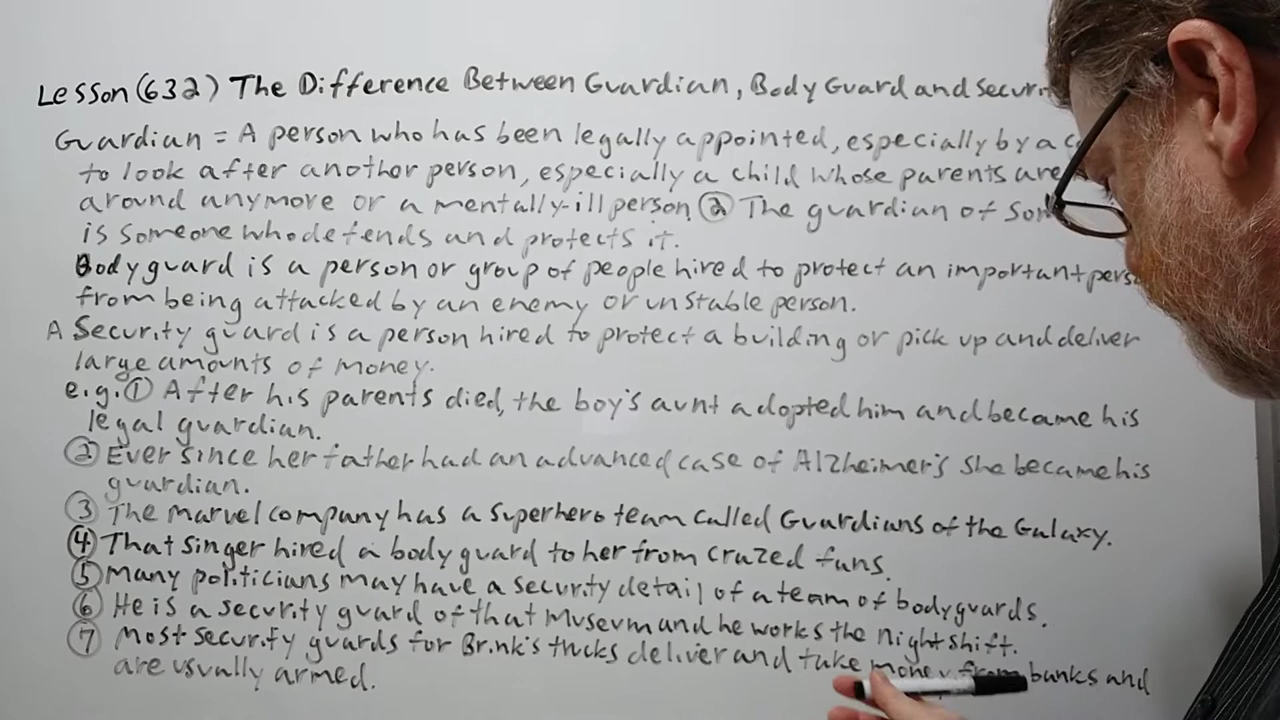 Lesson (632) The Difference Between Guardian, Body Guard and
Guardian = A person who has been legally appointed, especially by a
to look after another person, especially a child whose parents are
around anymore or a mentally-ill person ② The guardian of
is someone who defends and protects it.
Bodyguard is a person or group of people hired to protect an important
from being attacked by an enemy or unstable person.
A Security guard is a person hired to protect a building or pick up and deliver
large amounts of money.
e.g. ① After his parents died, the boy's aunt adopted him and became his
legal guardian.
② Ever since her father had an advanced case of Alzheimer's she became his
guardian.
③ The Marvel company has a superhero team called Guardians of the Galaxy.
④ That singer hired a body guard to her from crazed fans.
⑤ Many politicians may have a security detail of a team of bodyguards.
⑥ He is a security guard of that Museum and he works the night shift.
⑦ Most security guards for Brink's trucks deliver and take money from banks and
are usually armed.